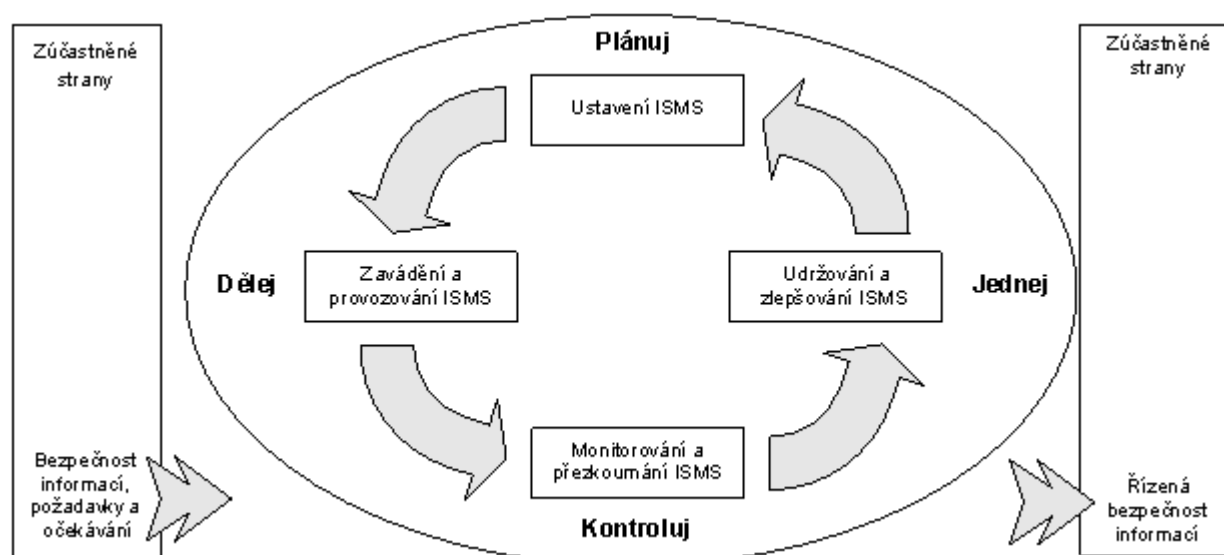 Zúčastněné
strany
Bezpečnost
informací,
požadavky a
očekávání
Plánuj
Ustavení ISMS
Dělej
Zavádění a
provozování ISMS
Udržování a
zlepšování ISMS
Jednej
Monitorování a
přezkoumání ISMS
Kontroluj
Zúčastněné
strany
Řízená
bezpečnost
informací